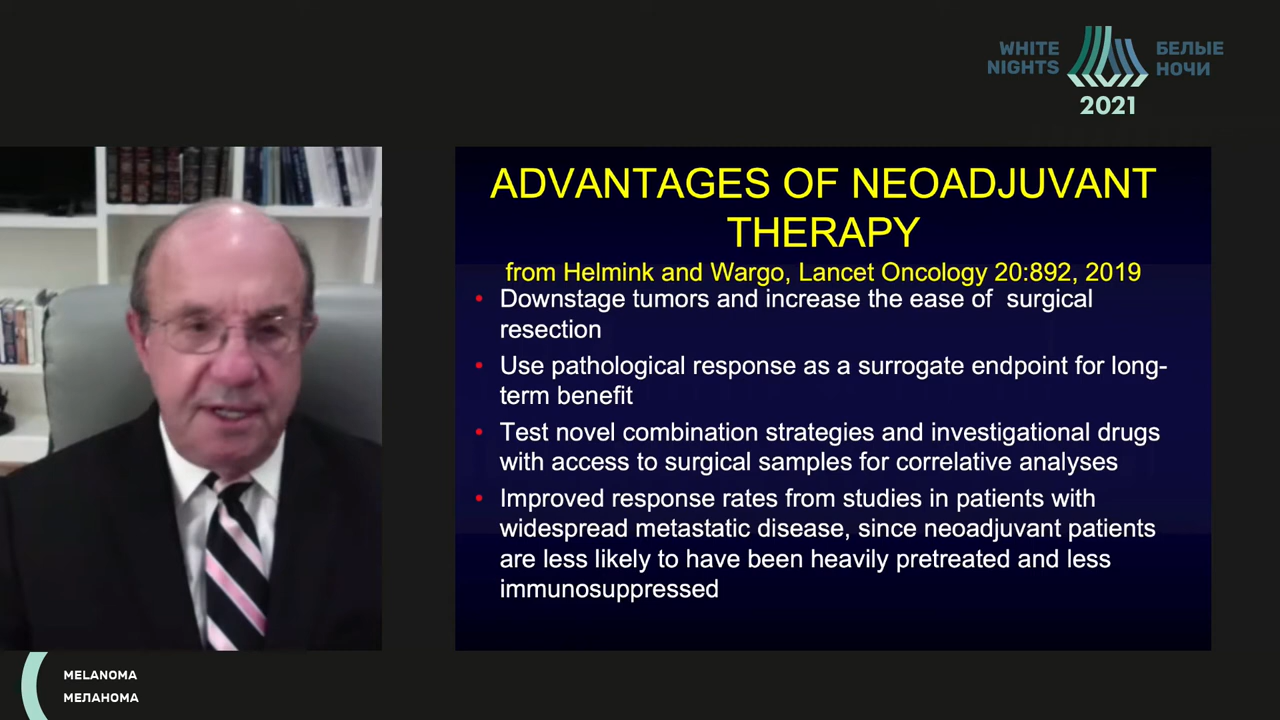 WHITE
NIGHTS
БЕЛЫЕ
НОЧИ
2021
ADVANTAGES OF NEOADJUVANT
THERAPY
from Helmink and Wargo, Lancet Oncology 20:892, 2019
• Downstage tumors and increase the ease of surgical
resection
• Use pathological response as a surrogate endpoint for long-
term benefit
• Test novel combination strategies and investigational drugs
with access to surgical samples for correlative analyses
• Improved response rates from studies in patients with
widespread metastatic disease, since neoadjuvant patients
are less likely to have been heavily pretreated and less
immunosuppressed
MELANOMA
МЕЛАНОМА